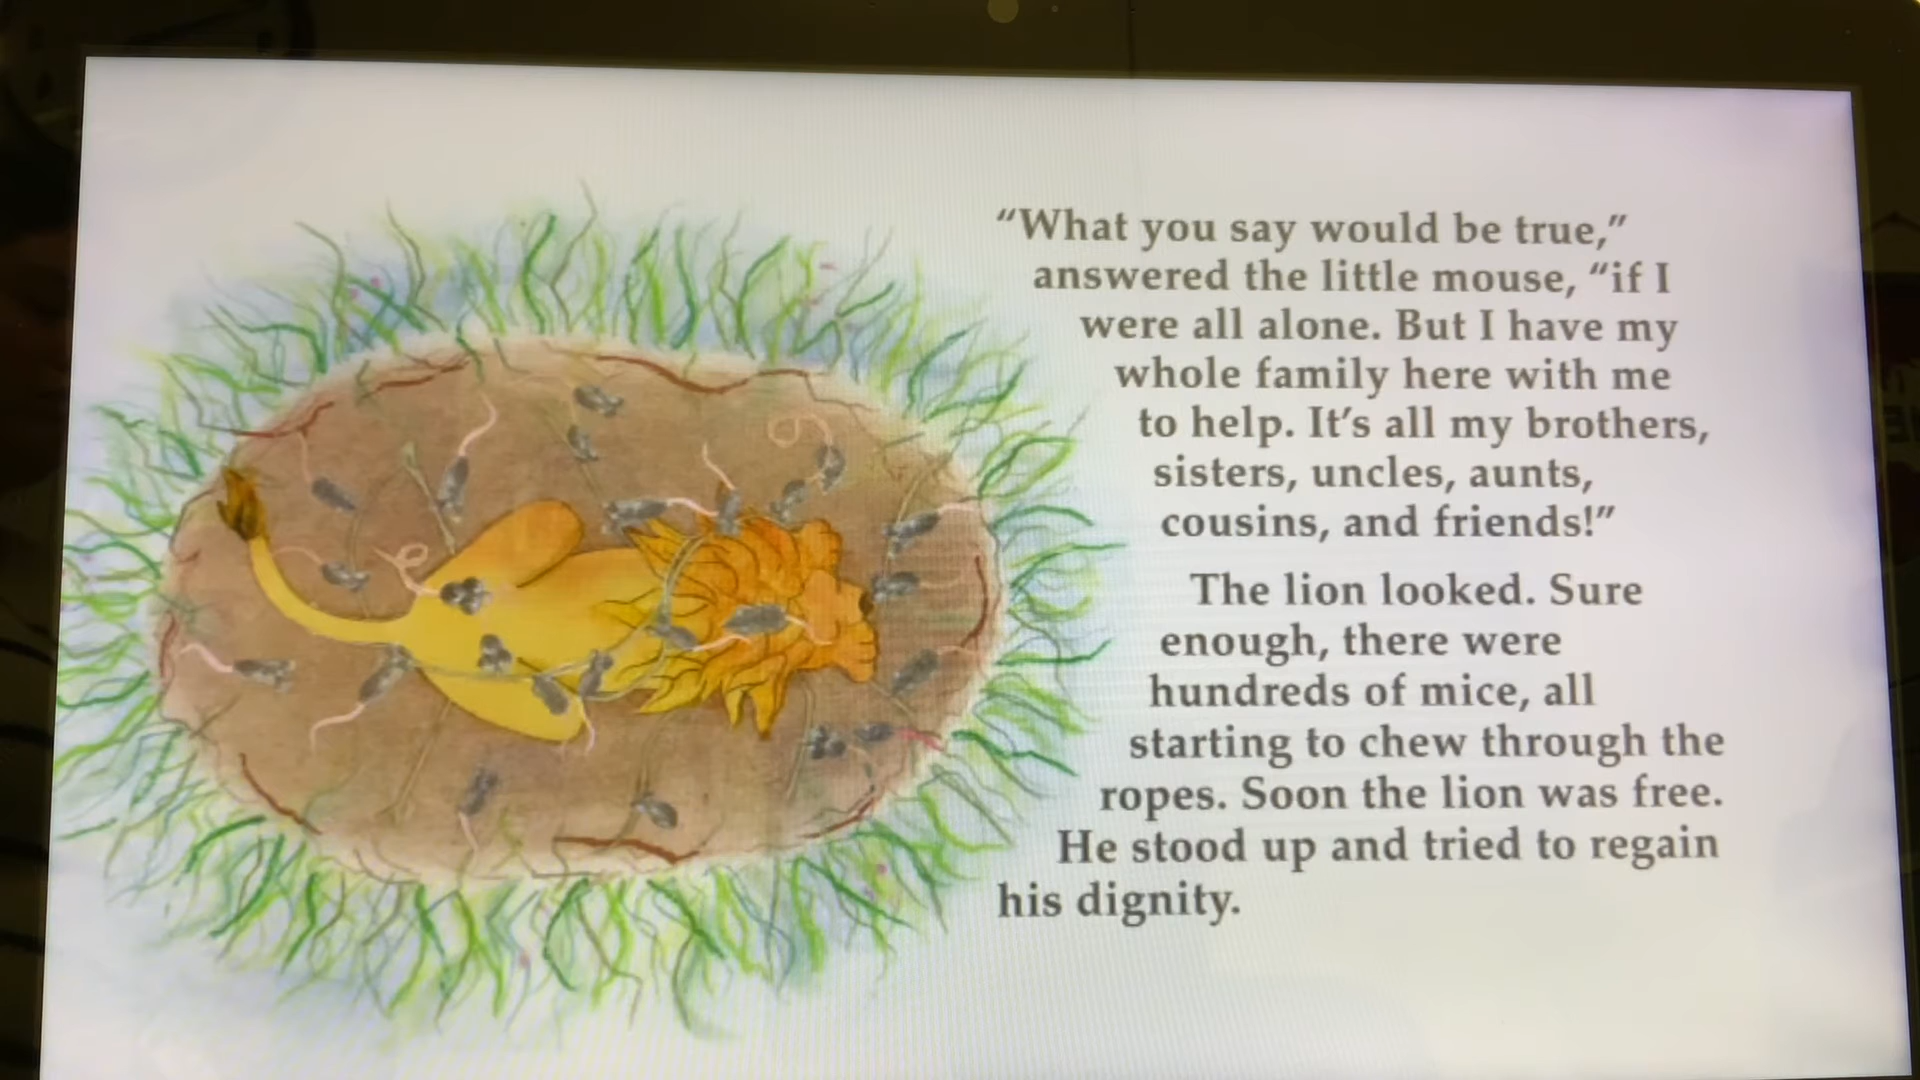 “What you say would be true,”
answered the little mouse, “if I
were all alone. But I have my
whole family here with me
to help. It’s all my brothers,
sisters, uncles, aunts,
cousins, and friends!”
The lion looked. Sure
enough, there were
hundreds of mice, all
starting to chew through the
ropes. Soon the lion was free.
He stood up and tried to regain
his dignity.